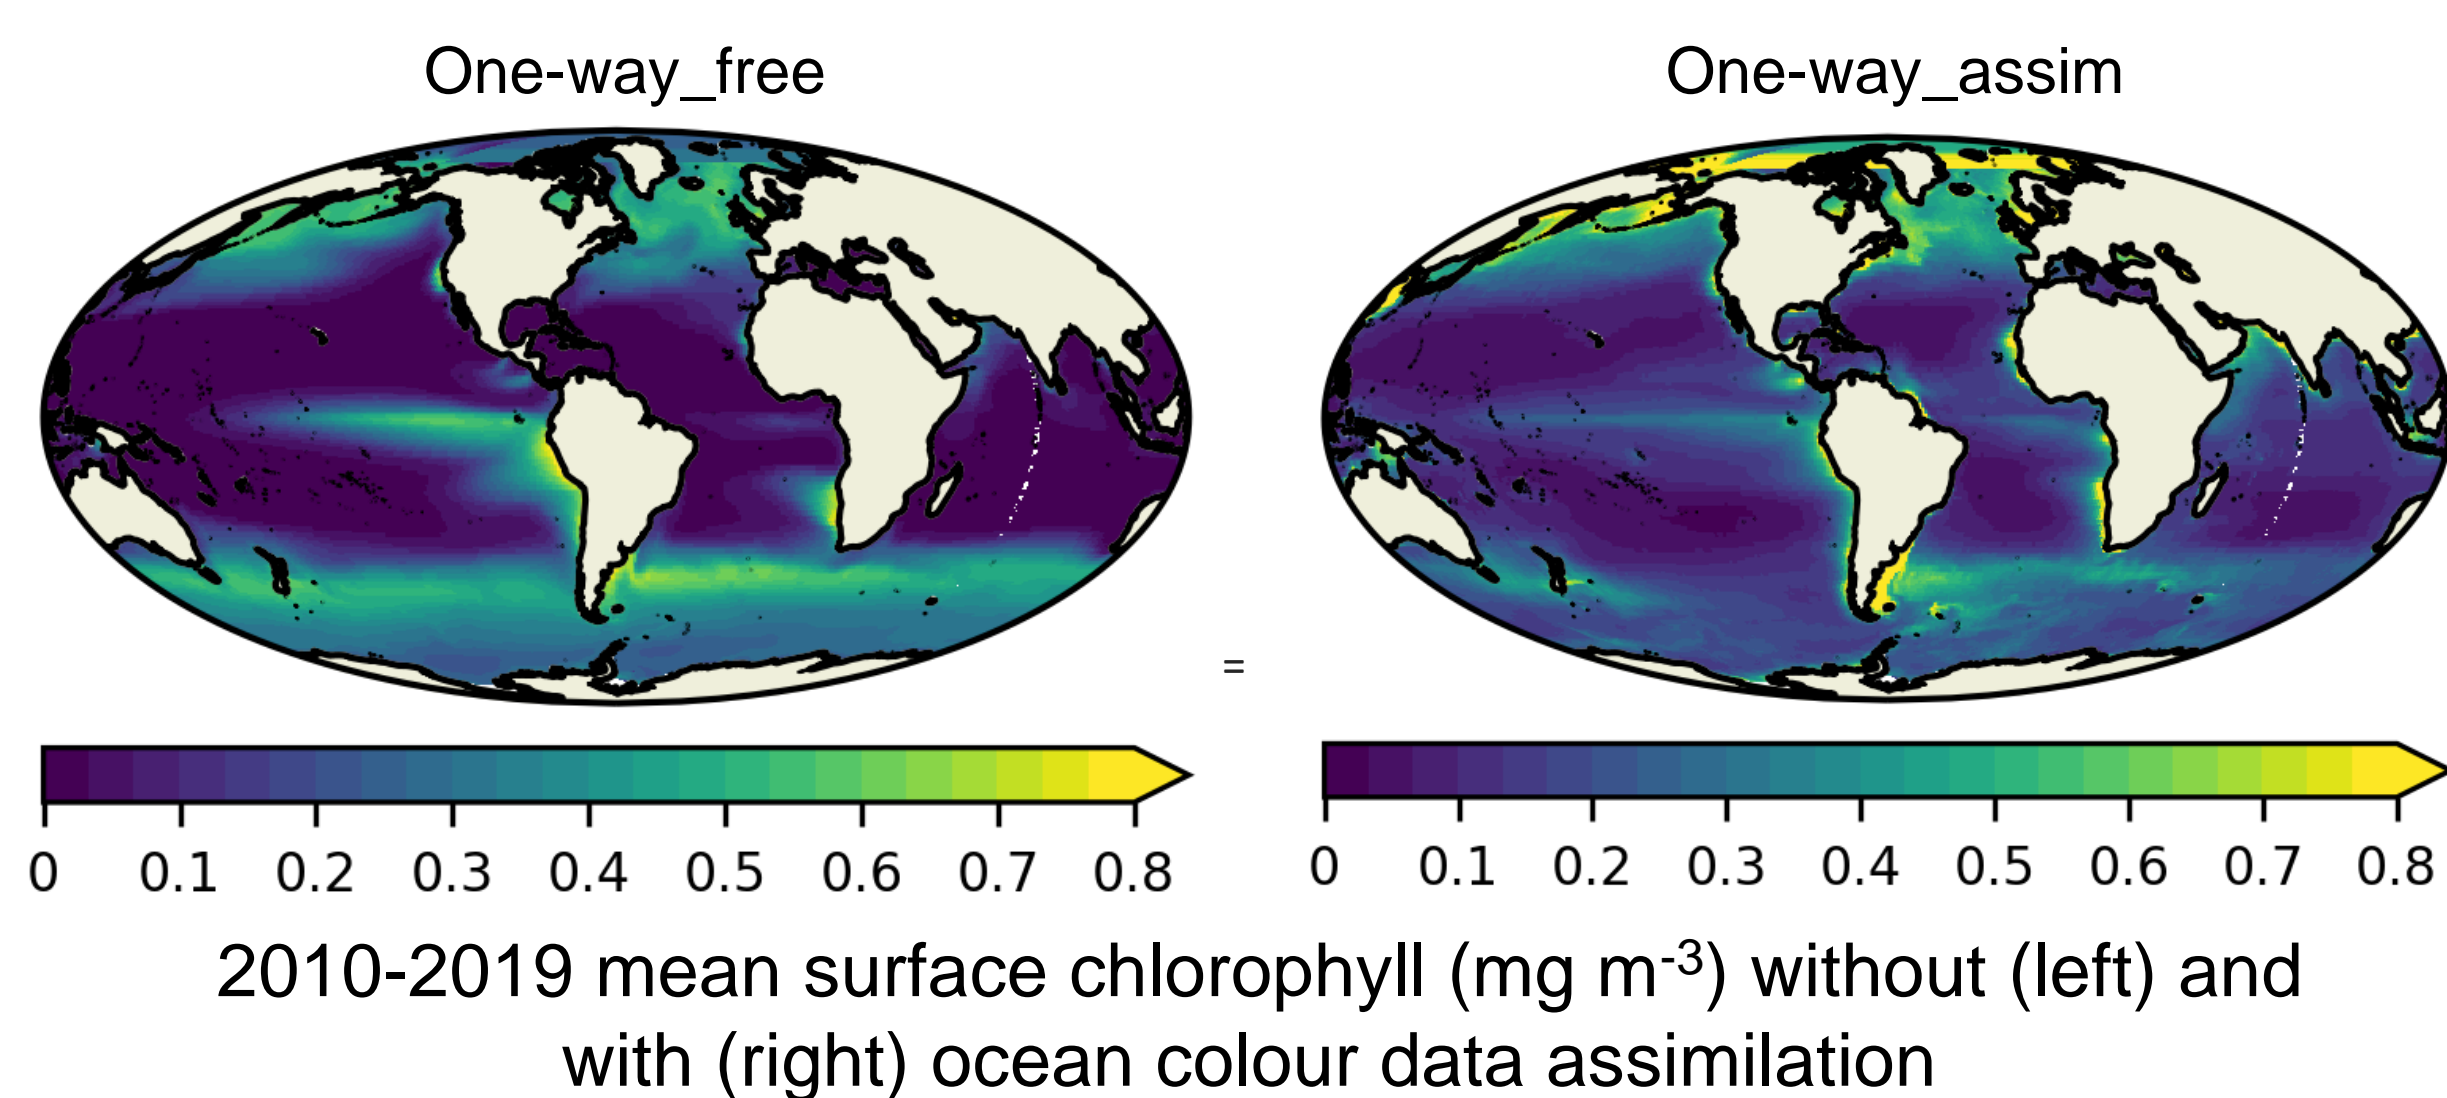 One-way_free
One-way_assim
=
0 0.1 0.2 0.3 0.4 0.5 0.6 0.7 0.8
0 0.1 0.2 0.3 0.4 0.5 0.6 0.7 0.8
2010-2019 mean surface chlorophyll (mg m⁻³) without (left) and
with (right) ocean colour data assimilation